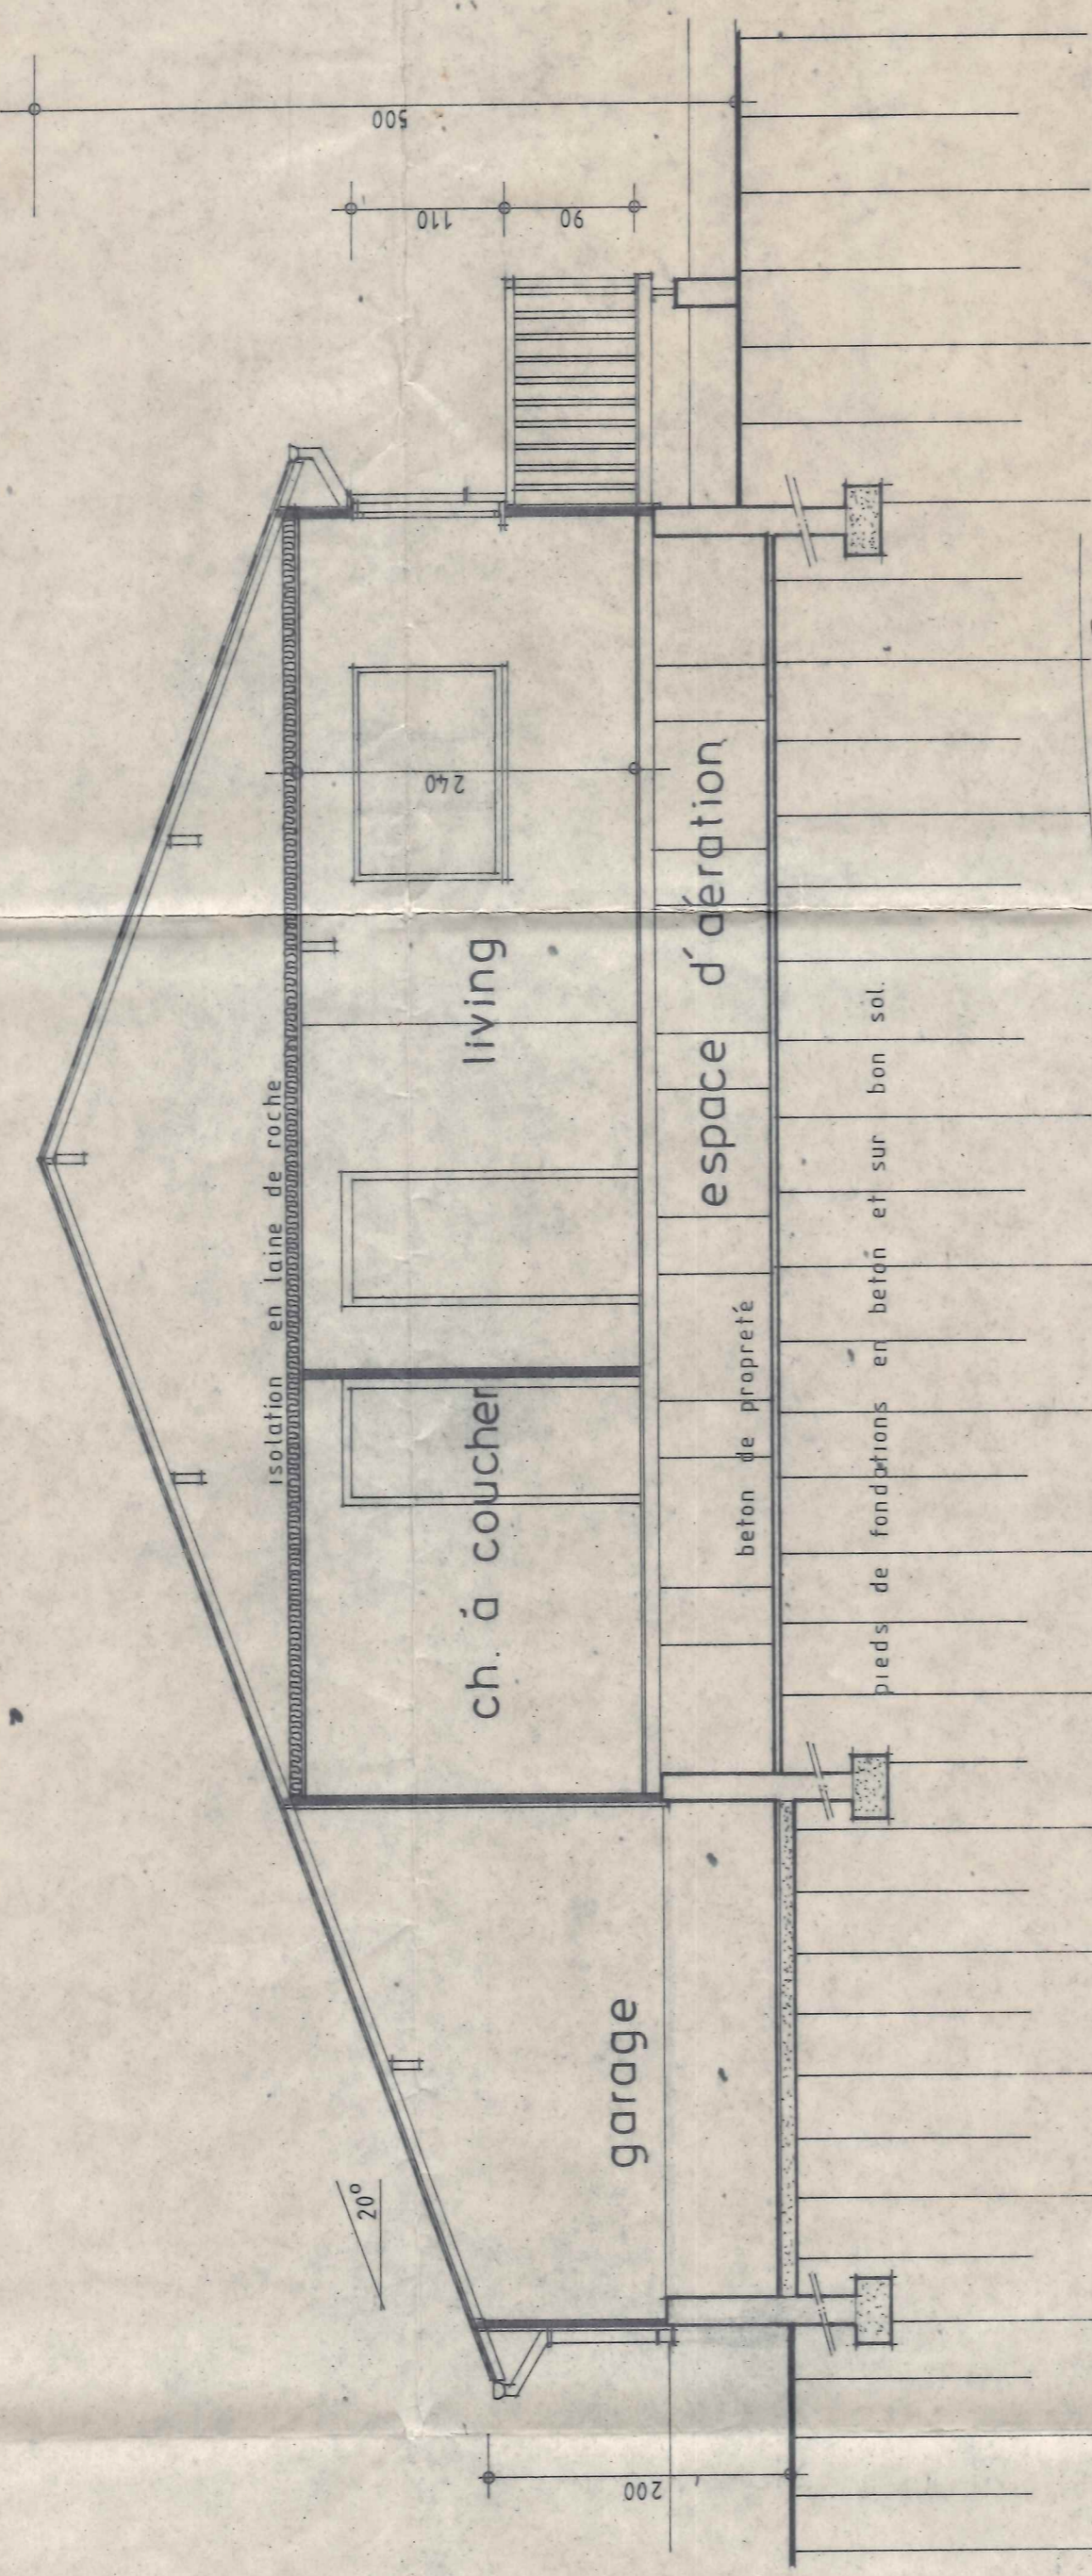 20°
Isolation en laine de roche
500
110
90
240
living
ch. à coucher
garage
espace d'aération
beton de propreté
200
pieds de fondations en beton et sur bon sol.